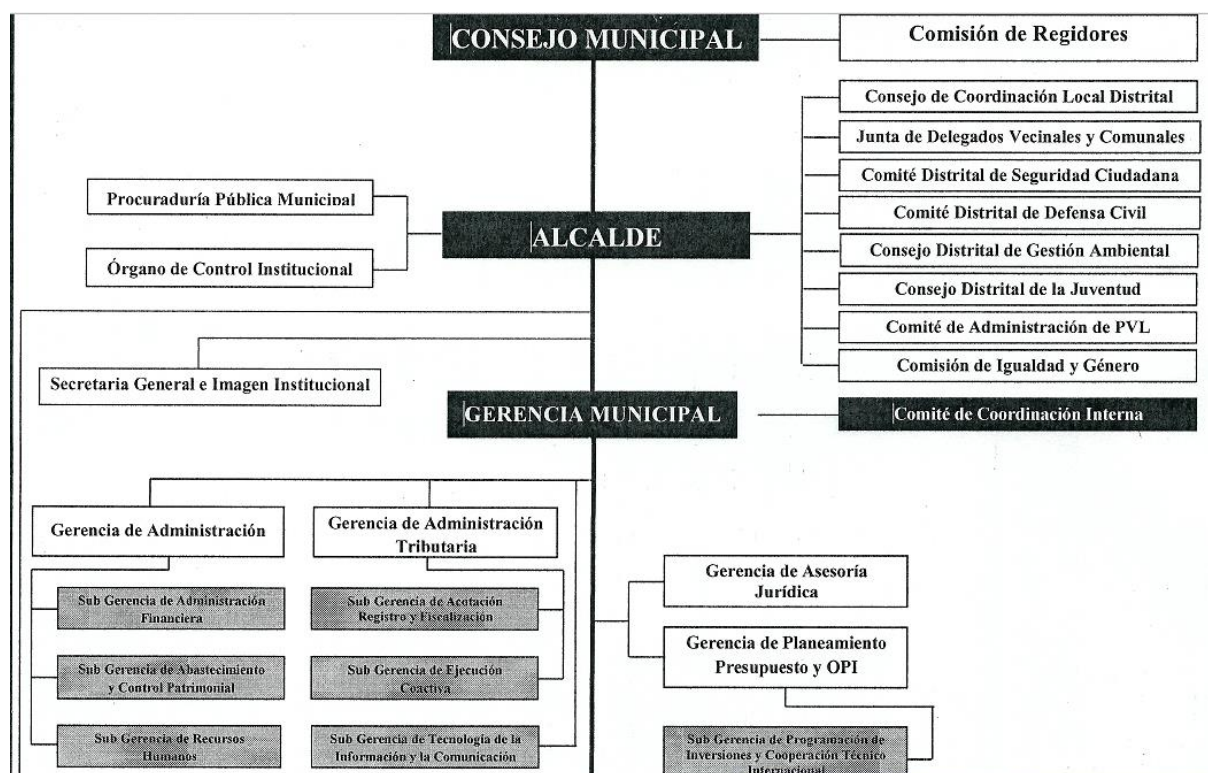 CONSEJO MUNICIPAL
Comisión de Regidores
Consejo de Coordinación Local Distrital
Junta de Delegados Vecinales y Comunales
Comité Distrital de Seguridad Ciudadana
Comité Distrital de Defensa Civil
Consejo Distrital de Gestión Ambiental
Consejo Distrital de la Juventud
Comité de Administración de PVL
Comisión de Igualdad y Género
Procuraduría Pública Municipal
Órgano de Control Institucional
ALCALDE
Secretaria General e Imagen Institucional
GERENCIA MUNICIPAL
Comité de Coordinación Interna
Gerencia de Administración
Sub Gerencia de Administración
Financiera
Sub Gerencia de Abastecimiento
y Control Patrimonial
Sub Gerencia de Recursos
Humanos
Gerencia de Administración
Tributaria
Sub Gerencia de Acotación
Registro y Fiscalización
Sub Gerencia de Ejecución
Coactiva
Sub Gerencia de Tecnología de la
Información y la Comunicación
Gerencia de Asesoría
Jurídica
Gerencia de Planeamiento
Presupuesto y OPI
Sub Gerencia de Programación de
Inversiones y Cooperación Técnico
Internacional